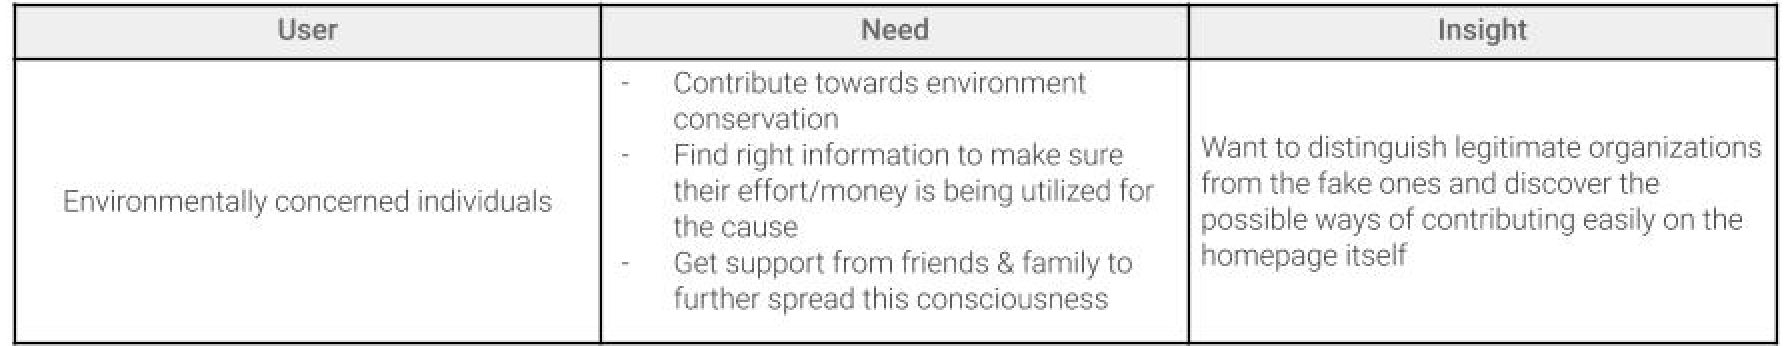 User
Need
Insight
Environmentally concerned individuals
- Contribute towards environment
conservation
- Find right information to make sure
their effort/money is being utilized for
the cause
- Get support from friends & family to
further spread this consciousness
Want to distinguish legitimate organizations
from the fake ones and discover the
possible ways of contributing easily on the
homepage itself